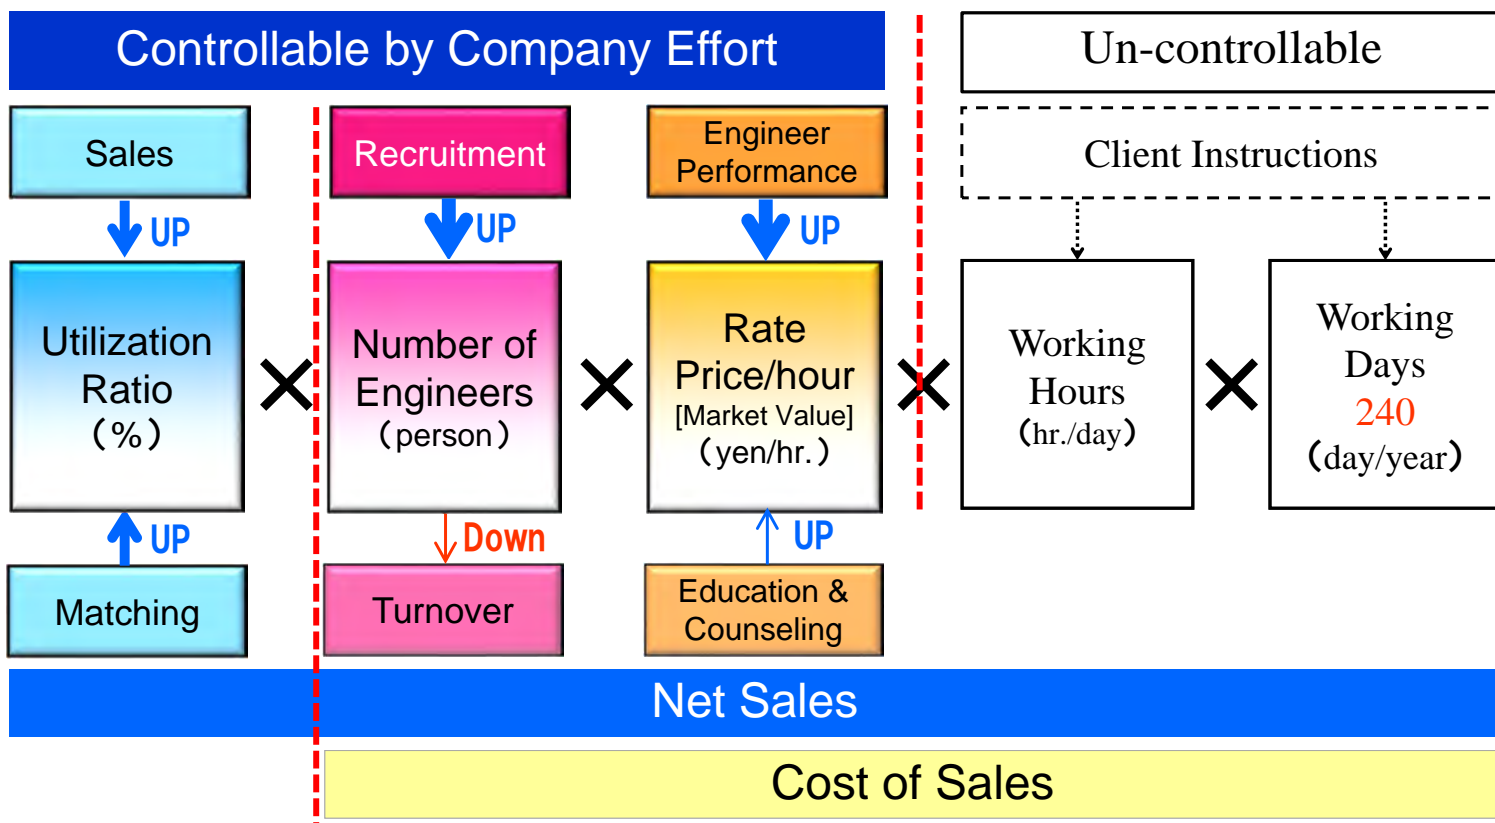 Controllable by Company Effort
Un-controllable
Sales
Recruitment
Engineer
Performance
Client Instructions
UP
UP
UP
Utilization
Ratio
(%)
×
Number of
Engineers
(person)
×
Rate
Price/hour
[Market Value]
(yen/hr.)
×
Working
Hours
(hr./day)
×
Working
Days
240
(day/year)
UP
Down
UP
Matching
Turnover
Education &
Counseling
Net Sales
Cost of Sales